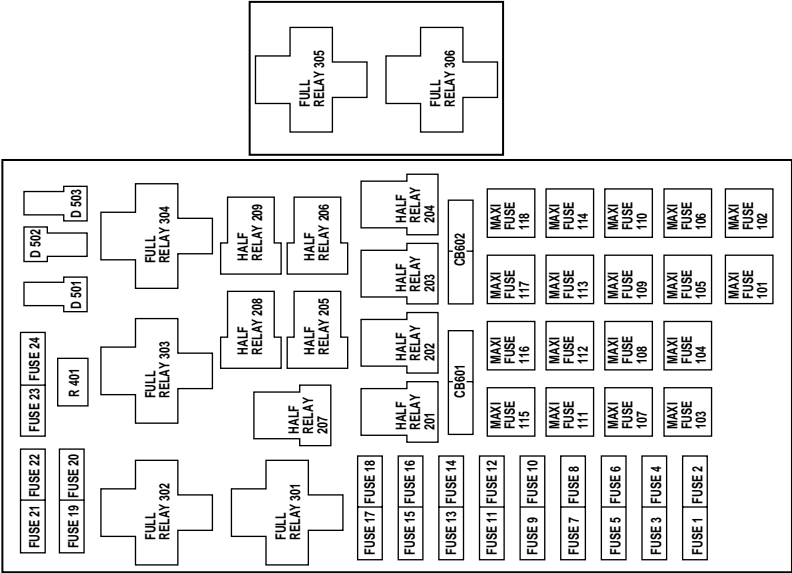 FULL
RELAY 305
FULL
RELAY 306
D 503
D 502
D 501
FULL
RELAY 304
HALF
RELAY 209
HALF
RELAY 206
HALF
RELAY
204
CB602
MAXI
FUSE
118
MAXI
FUSE
114
MAXI
FUSE
110
MAXI
FUSE
106
MAXI
FUSE
102
HALF
RELAY
203
MAXI
FUSE
117
MAXI
FUSE
113
MAXI
FUSE
109
MAXI
FUSE
105
MAXI
FUSE
101
FUSE 24
FUSE 23
R 401
FULL
RELAY 303
HALF
RELAY 208
HALF
RELAY 205
HALF
RELAY
202
CB601
MAXI
FUSE
116
MAXI
FUSE
112
MAXI
FUSE
108
MAXI
FUSE
104
HALF
RELAY
207
HALF
RELAY
201
MAXI
FUSE
115
MAXI
FUSE
111
MAXI
FUSE
107
MAXI
FUSE
103
FUSE 22
FUSE 20
FUSE 21
FUSE 19
FULL
RELAY 302
FULL
RELAY 301
FUSE 18
FUSE 16
FUSE 14
FUSE 12
FUSE 10
FUSE 8
FUSE 6
FUSE 4
FUSE 2
FUSE 17
FUSE 15
FUSE 13
FUSE 11
FUSE 9
FUSE 7
FUSE 5
FUSE 3
FUSE 1